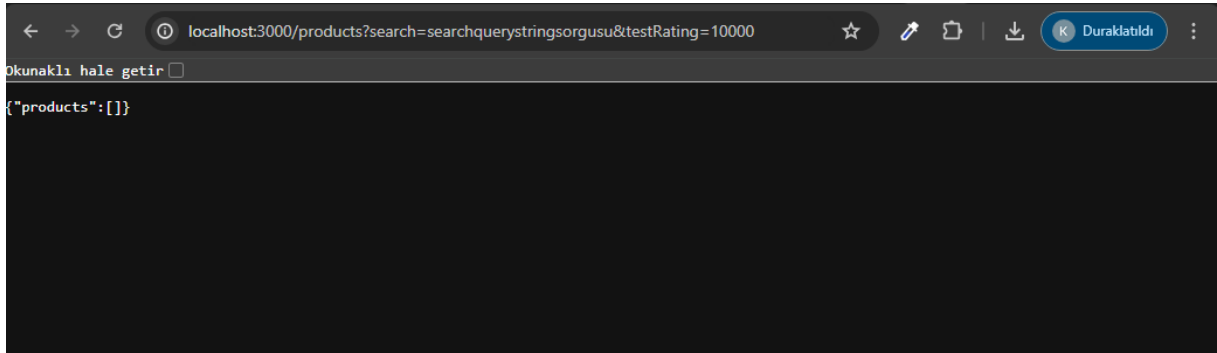 localhost:3000/products?search=searchquerystringsorgusu&testRating=10000
K Duraklatıldı
Okunaklı hale getir
{"products":[]}